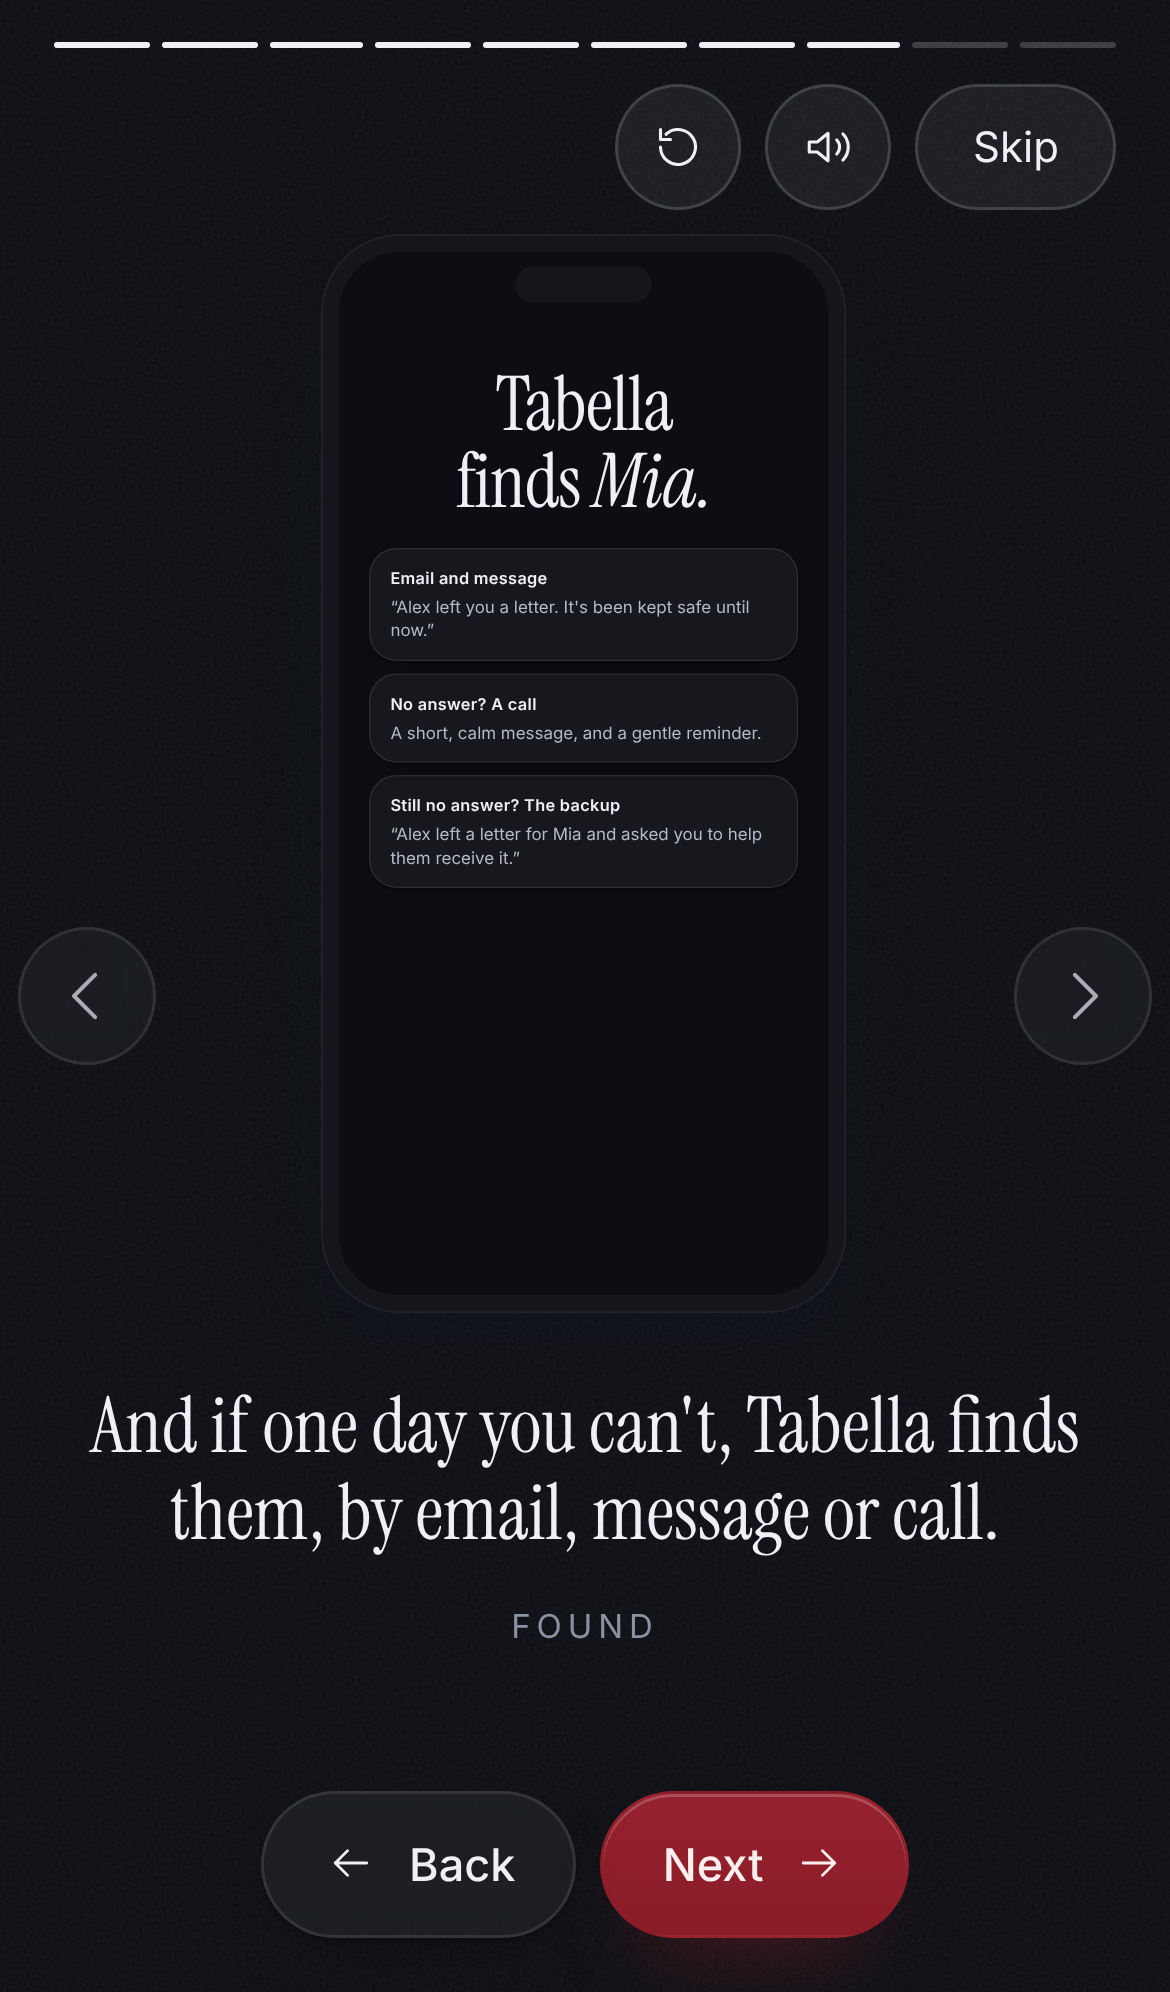 Skip
Tabella
finds Mia.
Email and message
“Alex left you a letter. It's been kept safe until
now.”
No answer? A call
A short, calm message, and a gentle reminder.
Still no answer? The backup
“Alex left a letter for Mia and asked you to help
them receive it.”
And if one day you can't, Tabella finds
them, by email, message or call.
FOUND
Back
Next